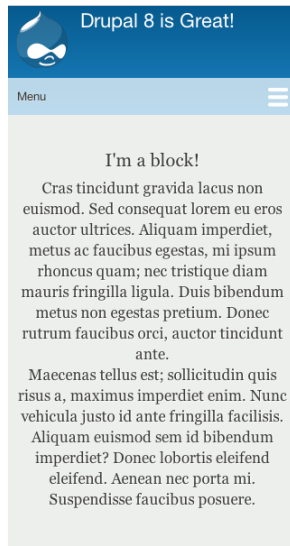 Drupal 8 is Great!
Menu
I'm a block!
Cras tincidunt gravida lacus non
euismod. Sed consequat lorem eu eros
auctor ultrices. Aliquam imperdiet,
metus ac faucibus egestas, mi ipsum
rhoncus quam; nec tristique diam
mauris fringilla ligula. Duis bibendum
metus non egestas pretium. Donec
rutrum faucibus orci, auctor tincidunt
ante.
Maecenas tellus est; sollicitudin quis
risus a, maximus imperdiet enim. Nunc
vehicula justo id ante fringilla facilisis.
Aliquam euismod sem id bibendum
imperdiet? Donec lobortis eleifend
eleifend. Aenean nec porta mi.
Suspendisse faucibus posuere.